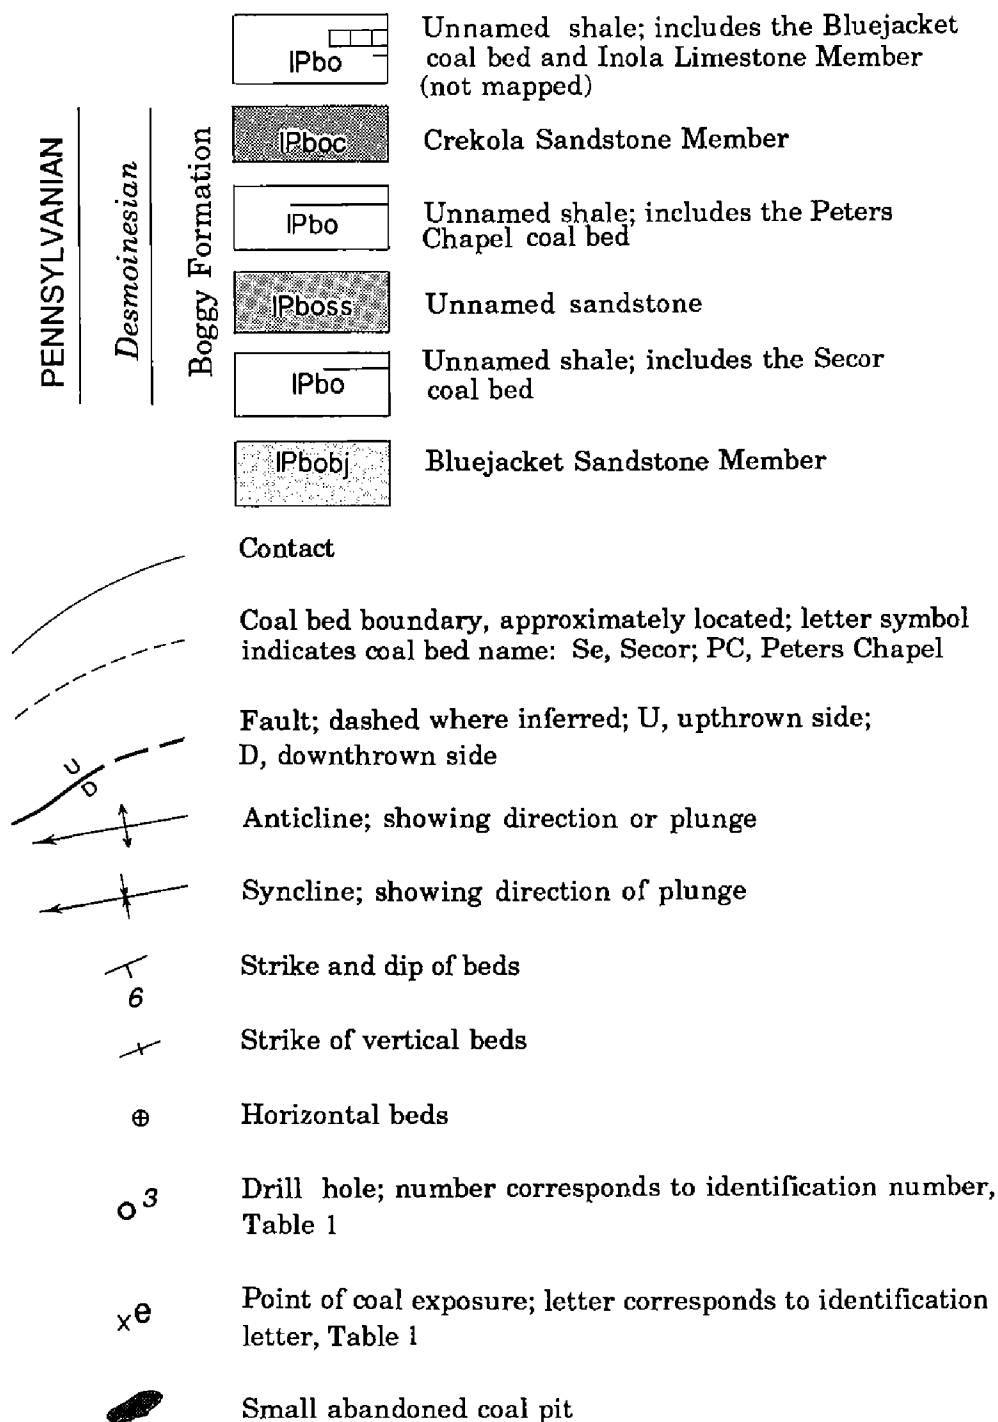 IPbo
Unnamed shale; includes the Bluejacket
coal bed and Inola Limestone Member
(not mapped)
PENNSYLVANIAN
Desmoinesian
Boggy Formation
IPboc
Crekola Sandstone Member
IPbo
Unnamed shale; includes the Peters
Chapel coal bed
IPboss
Unnamed sandstone
IPbo
Unnamed shale; includes the Secor
coal bed
IPbobj
Bluejacket Sandstone Member
Contact
Coal bed boundary, approximately located; letter symbol
indicates coal bed name: Se, Secor; PC, Peters Chapel
U
D
Fault; dashed where inferred; U, upthrown side;
D, downthrown side
Anticline; showing direction or plunge
Syncline; showing direction of plunge
6
Strike and dip of beds
Strike of vertical beds
Horizontal beds
3
Drill hole; number corresponds to identification number,
Table 1
xe
Point of coal exposure; letter corresponds to identification
letter, Table 1
Small abandoned coal pit